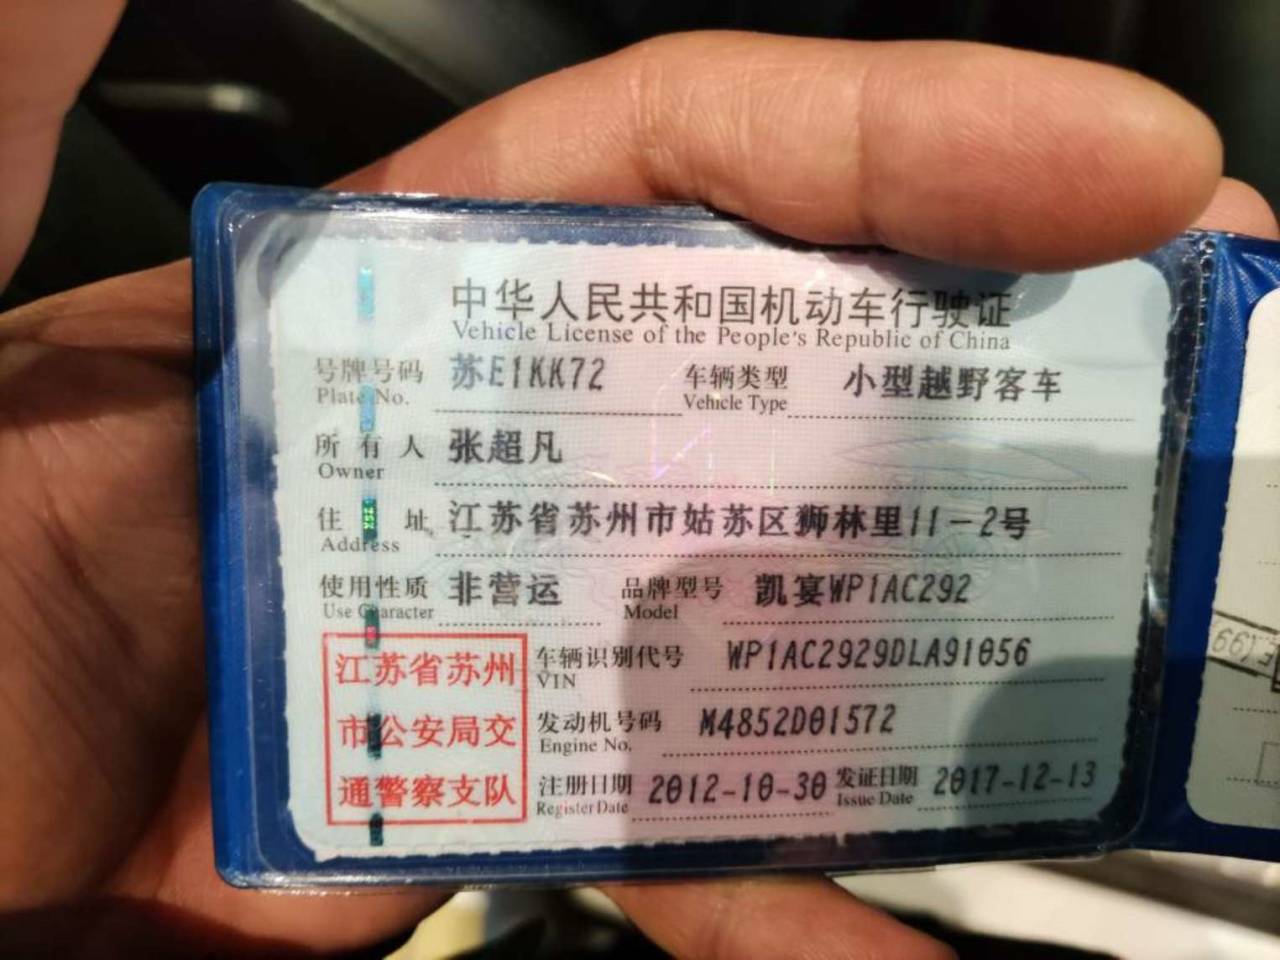 中华人民共和国机动车行驶证
Vehicle License of the People's Republic of China
号牌号码 苏E1KK72 车辆类型 小型越野客车
Plate No. Vehicle Type
所有人 张超凡
Owner
住址 江苏省苏州市姑苏区狮林里11-2号
Address
使用性质 非营运 品牌型号 凯宴WP1AC292
Use Character Model
江苏省苏州
市公安局交
通警察支队
车辆识别代号 WP1AC2929DLA91056
VIN
发动机号码 M4852D01572
Engine No.
注册日期 2012-10-30 发证日期 2017-12-13
Register Date Issue Date